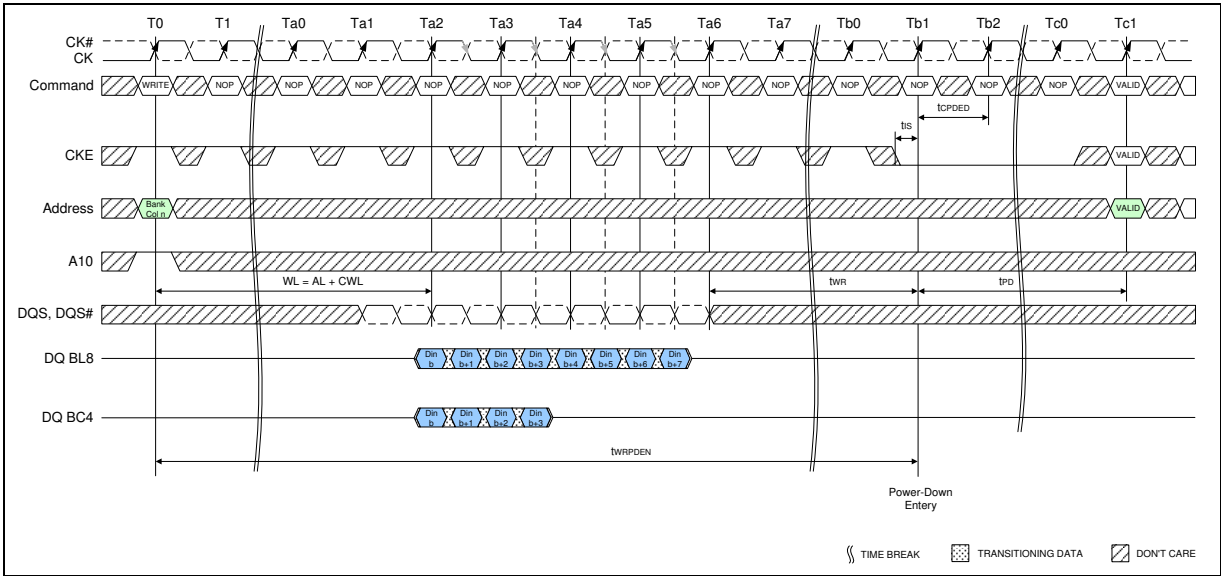 T0 T1 Ta0 Ta1 Ta2 Ta3 Ta4 Ta5 Ta6 Ta7 Tb0 Tb1 Tb2 Tc0 Tc1
CK#
CK
Command WRITE NOP NOP NOP NOP NOP NOP NOP NOP NOP NOP NOP NOP NOP VALID
tCPDED
tIS
CKE VALID
Address Bank Col n VALID
A10
WL = AL + CWL tWR tPD
DQS, DQS#
DQ BL8 Din b Din b+1 Din b+2 Din b+3 Din b+4 Din b+5 Din b+6 Din b+7
DQ BC4 Din b Din b+1 Din b+2 Din b+3
tWRPDEN
Power-Down
Entery
TIME BREAK TRANSITIONING DATA DON'T CARE